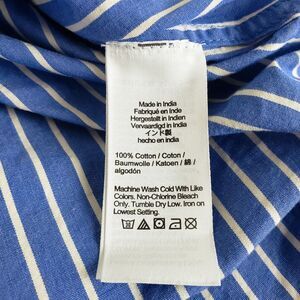 Made in India
Fabriqué en Inde
Hergestellt in Indien
Vervaardigd in India
インド製
hecho en India
100% Cotton / Coton /
Baumwolle / Katoen / 綿 /
algodón
Machine Wash Cold With Like
Colors. Non-Chlorine Bleach
Only. Tumble Dry Low. Iron on
Lowest Setting.